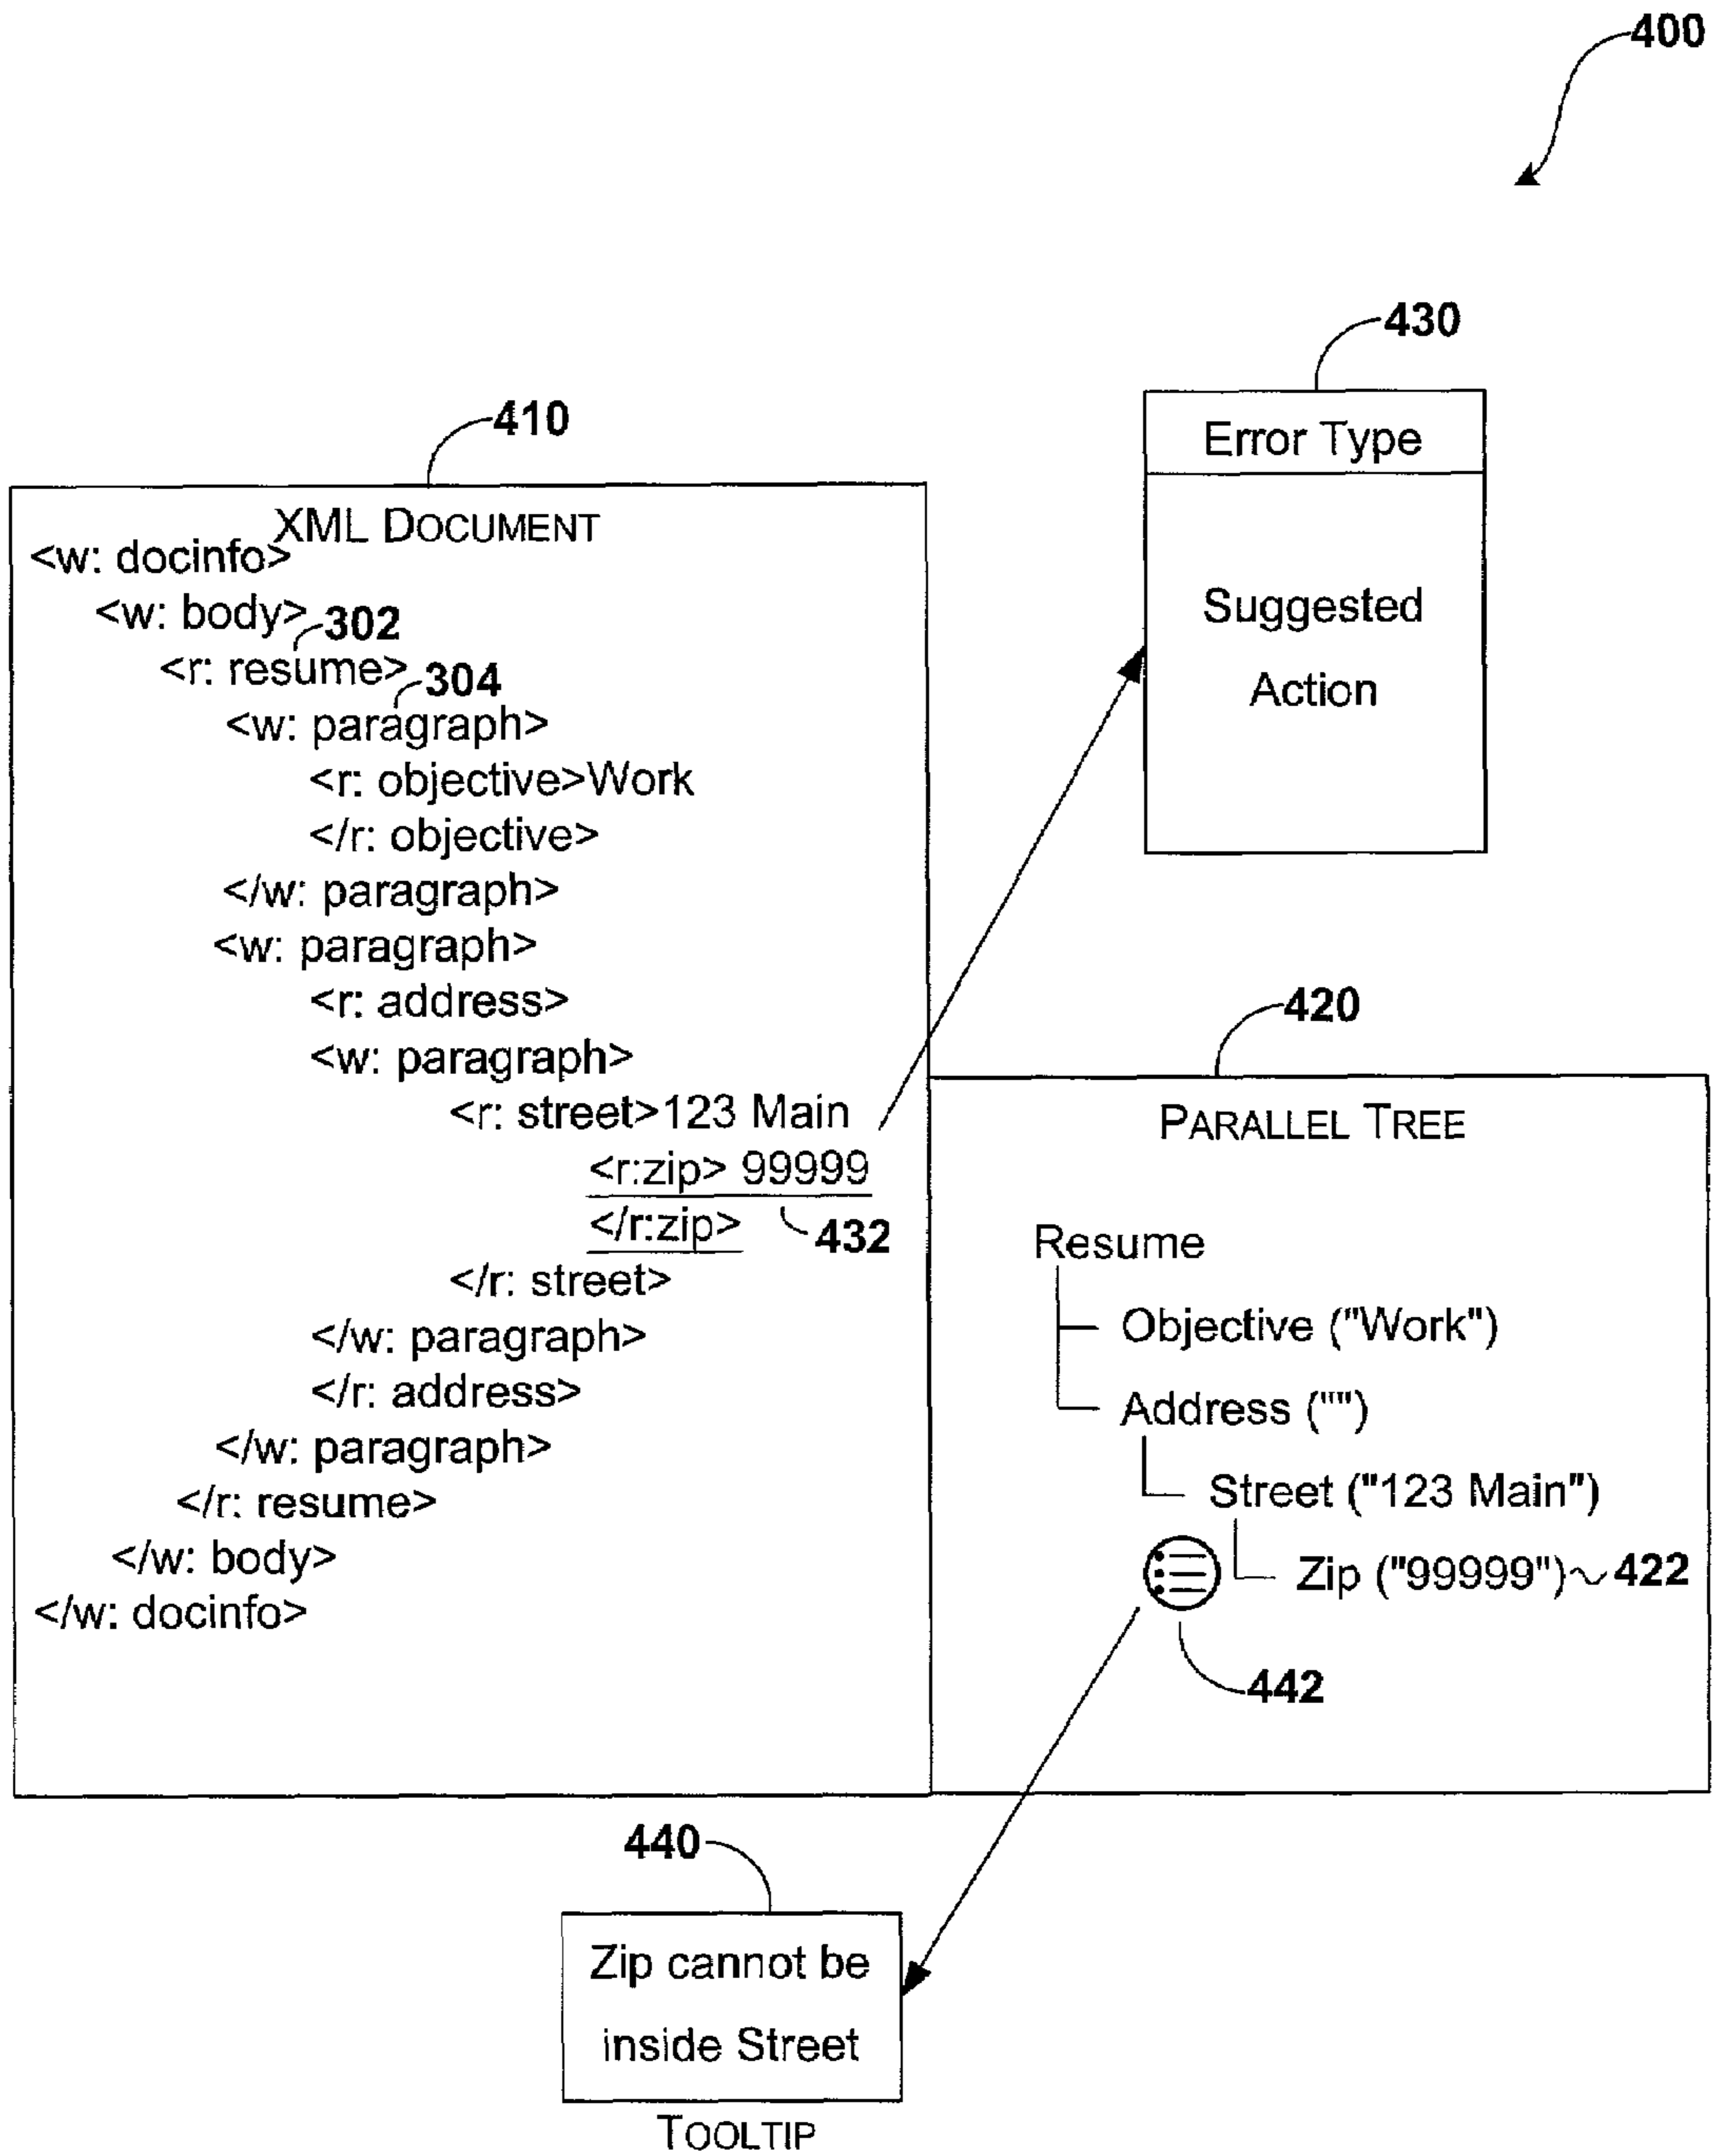 400
430
Error Type
Suggested
Action
410
XML DOCUMENT
<w: docinfo>
<w: body>
302
<r: resume>
304
<w: paragraph>
<r: objective>Work
</r: objective>
</w: paragraph>
<w: paragraph>
<r: address>
<w: paragraph>
<r: street>123 Main
<r:zip> 99999
</r:zip>
432
</r: street>
</w: paragraph>
</r: address>
</w: paragraph>
</r: resume>
</w: body>
</w: docinfo>
420
PARALLEL TREE
Resume
Objective ("Work")
Address ("")
Street ("123 Main")
Zip ("99999")
422
442
440
Zip cannot be
inside Street
TOOLTIP